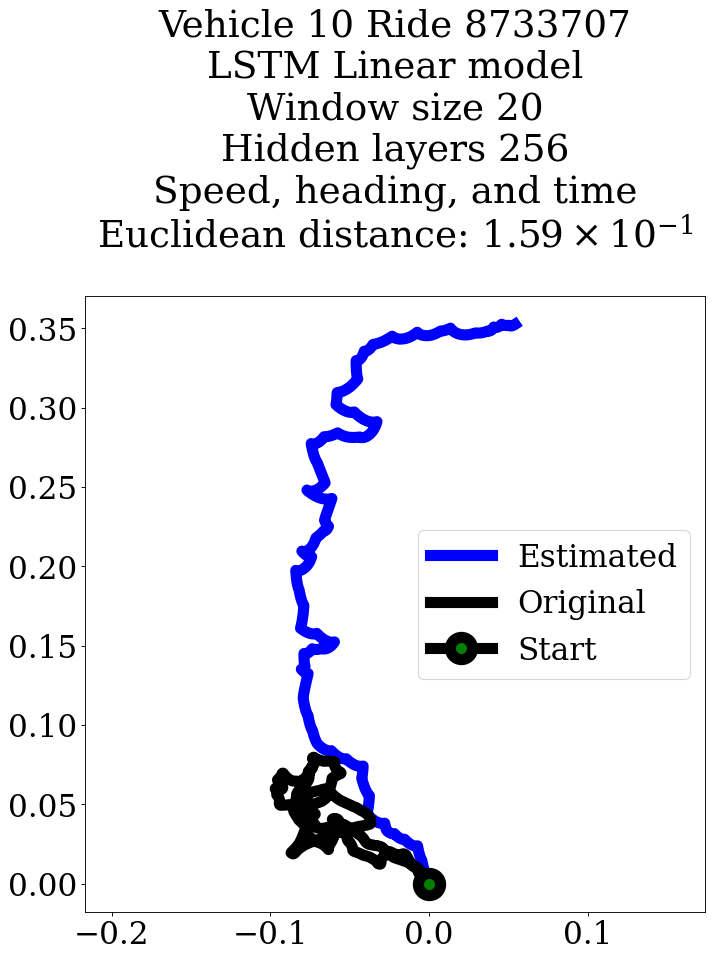 Vehicle 10 Ride 8733707
LSTM Linear model
Window size 20
Hidden layers 256
Speed, heading, and time
Euclidean distance: 1.59 × 10⁻¹
0.35
0.30
0.25
0.20
0.15
0.10
0.05
0.00
Estimated
Original
Start
−0.2 −0.1 0.0 0.1